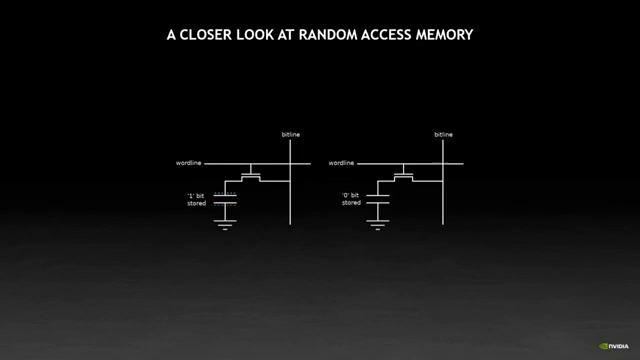 A CLOSER LOOK AT RANDOM ACCESS MEMORY
bitline
bitline
wordline
wordline
'1' bit
stored
'0' bit
stored
NVIDIA